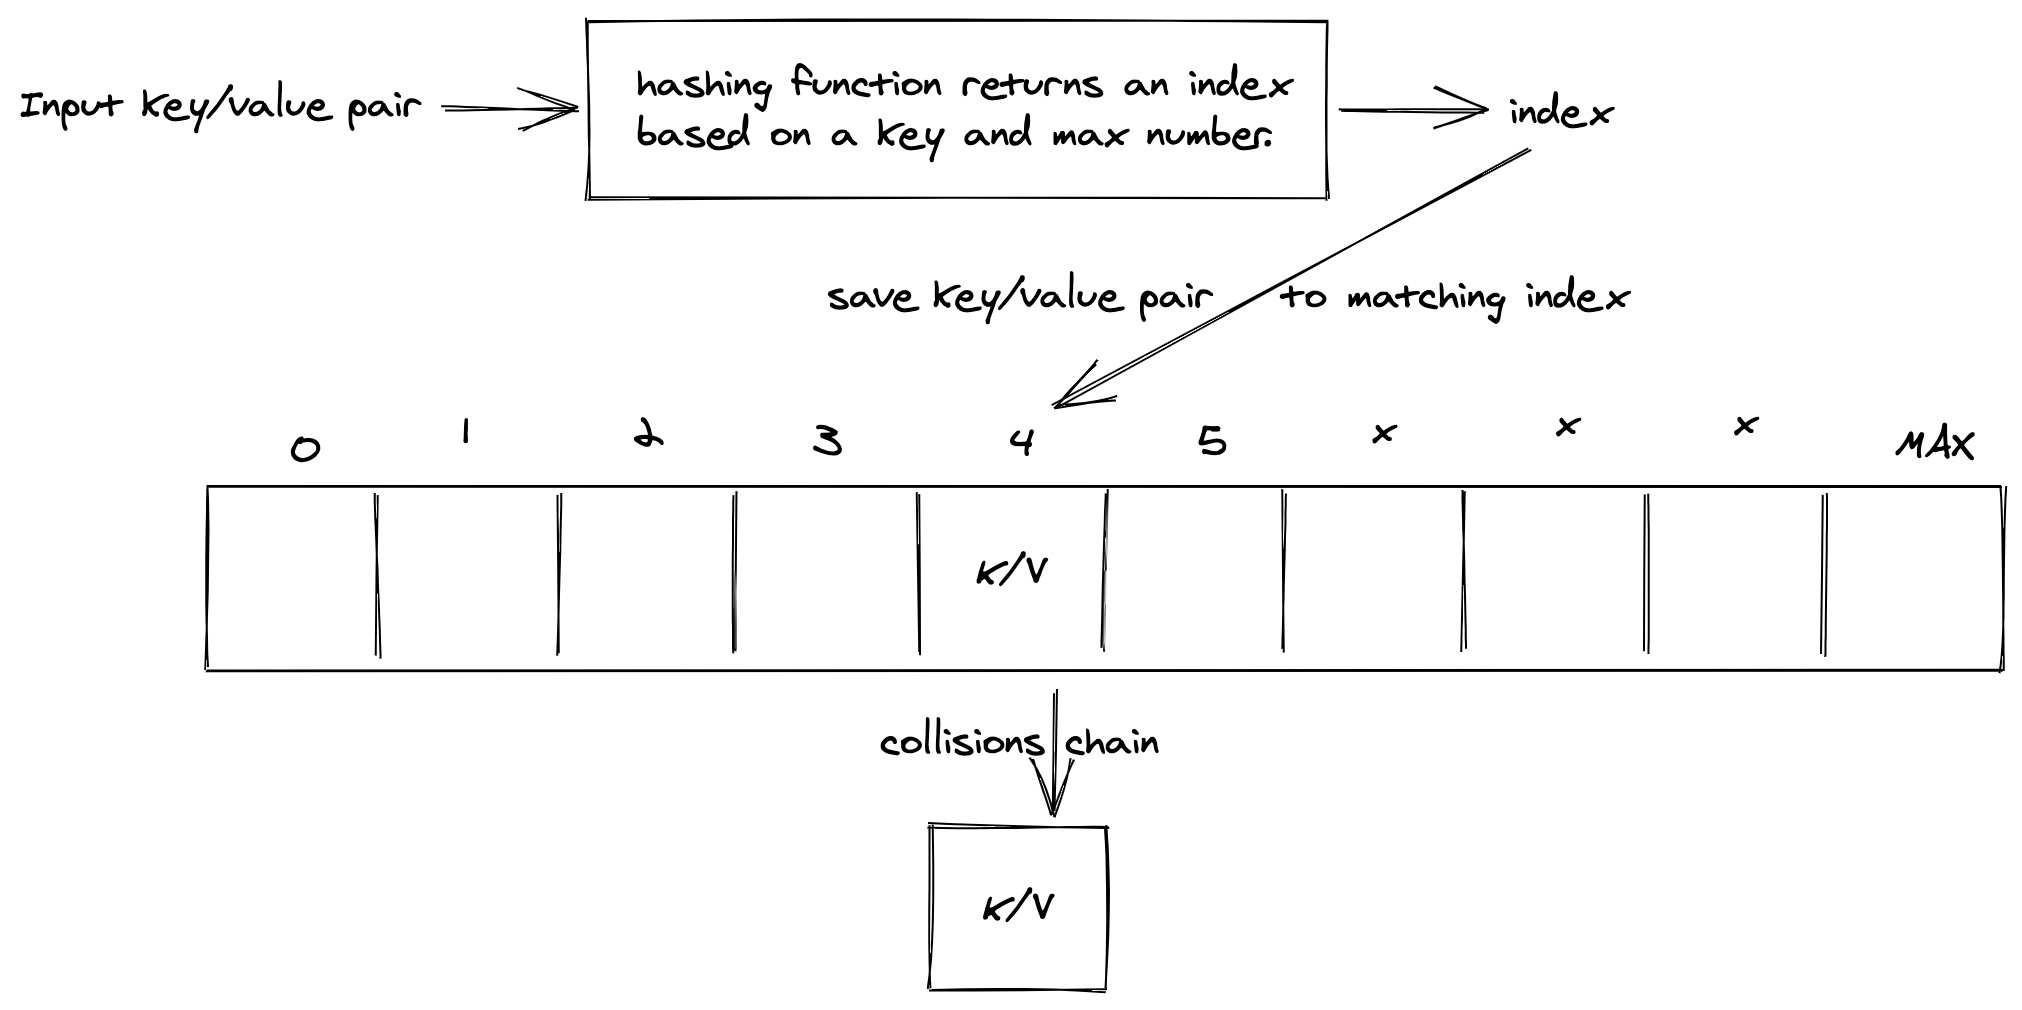 Input key/value pair
hashing function returns an index
based on a key and max number.
index
save key/value pair to matching index
0 1 2 3 4 5 x x x MAX
K/V
collisions chain
K/V